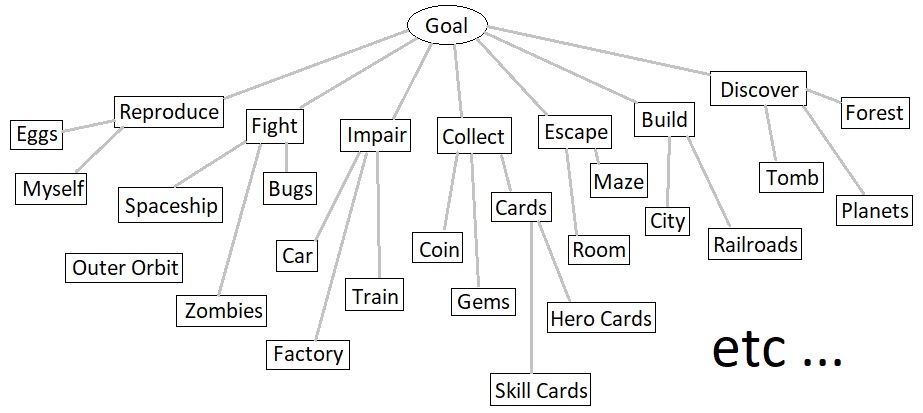 Goal
Reproduce
Fight
Impair
Collect
Escape
Build
Discover
Forest
Eggs
Myself
Spaceship
Bugs
Cards
Maze
Tomb
Planets
Outer Orbit
Zombies
Car
Train
Coin
Gems
Room
City
Railroads
Factory
Hero Cards
Skill Cards
etc ...